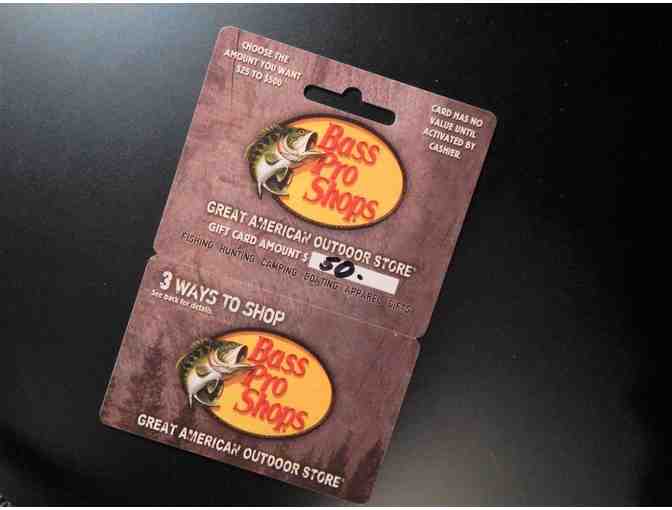 CHOOSE THE
AMOUNT YOU WANT
$25 TO $500
CARD HAS NO
VALUE UNTIL
ACTIVATED BY
CASHIER.
Bass
Pro
Shops
GREAT AMERICAN OUTDOOR STORE
GIFT CARD AMOUNT $ 50.
FISHING HUNTING CAMPING BOATING APPAREL GIFTS
3 WAYS TO SHOP
See back for details.
Bass
Pro
Shops
GREAT AMERICAN OUTDOOR STORE